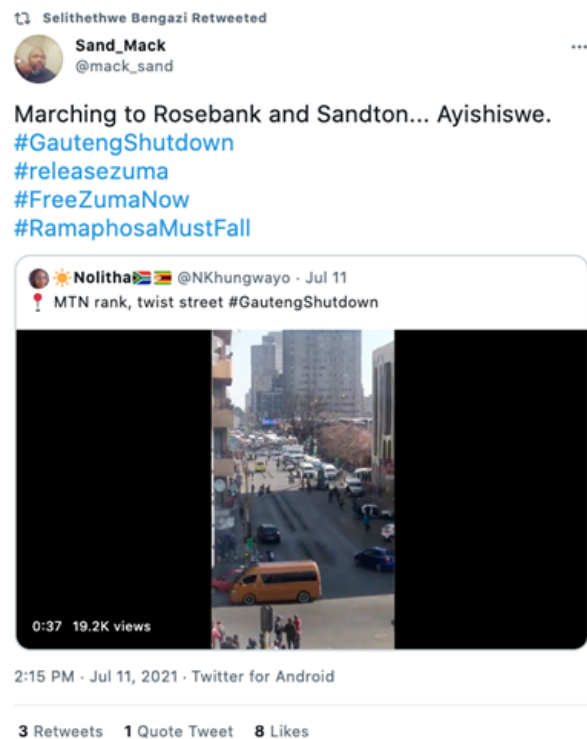 Selithethwe Bengazi Retweeted
Sand_Mack
@mack_sand
Marching to Rosebank and Sandton... Ayishiswe.
#GautengShutdown
#releasezuma
#FreeZumaNow
#RamaphosaMustFall
☀️Nolitha🇿🇦🇿🇼 @NKhungwayo · Jul 11
📍 MTN rank, twist street #GautengShutdown
0:37 19.2K views
2:15 PM · Jul 11, 2021 · Twitter for Android
3 Retweets 1 Quote Tweet 8 Likes